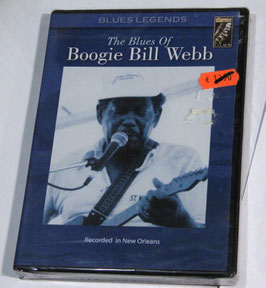 BLUES LEGENDS
The Blues Of
Boogie Bill Webb
Recorded in New Orleans